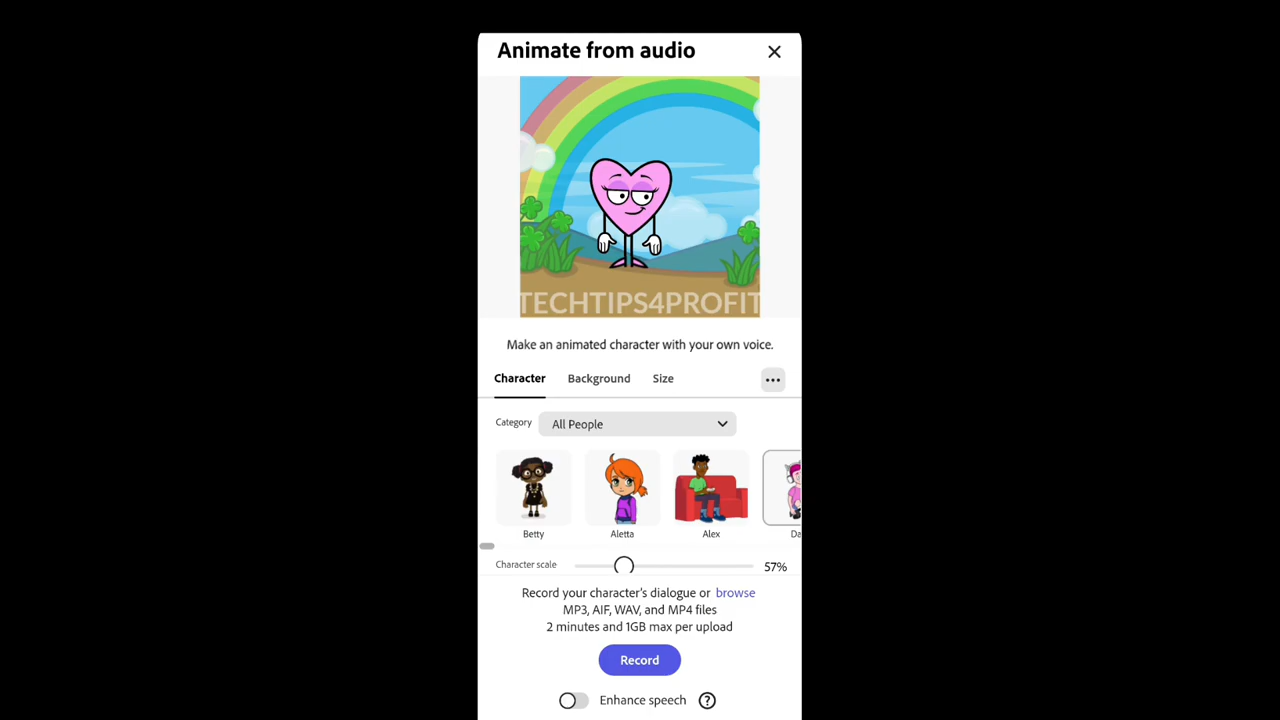 Animate from audio
TECHTIPS4PROFIT
Make an animated character with your own voice.
Character Background Size
Category All People
Betty Aletta Alex
Character scale 57%
Record your character's dialogue or browse
MP3, AIF, WAV, and MP4 files
2 minutes and 1GB max per upload
Record
Enhance speech ?